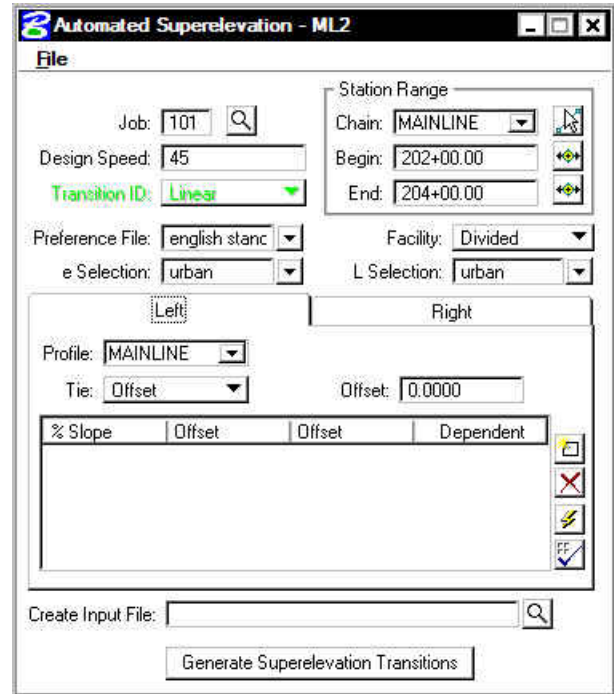 Automated Superelevation - ML2
File
Station Range
Job: 101
Chain: MAINLINE
Design Speed: 45
Begin: 202+00.00
Transition ID: Linear
End: 204+00.00
Preference File: english stanc
Facility: Divided
e Selection: urban
L Selection: urban
Left
Right
Profile: MAINLINE
Tie: Offset
Offset: 0.0000
% Slope Offset Offset Dependent
FF
Create Input File:
Generate Superelevation Transitions